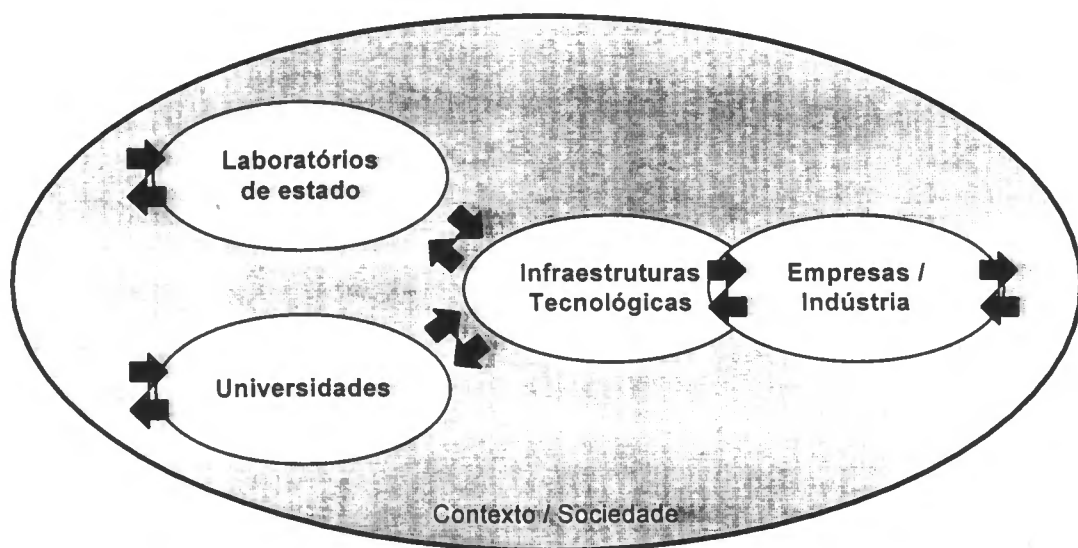 Laboratórios
de estado
Infraestruturas
Tecnológicas
Empresas /
Indústria
Universidades
Contexto / Sociedade